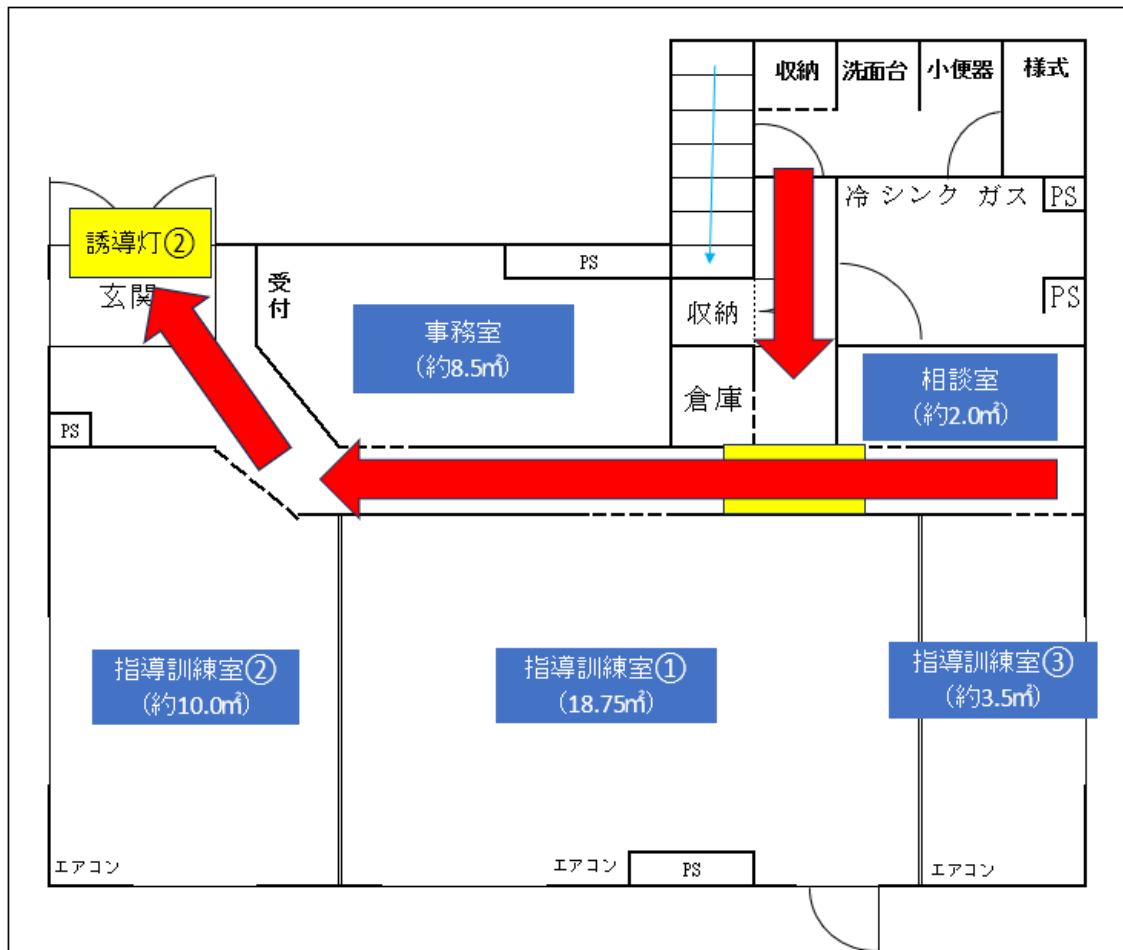 収納 洗面台 小便器 様式
冷 シンク ガス PS
誘導灯②
玄関
受付
PS
PS
収納
事務室
(約8.5㎡)
倉庫
相談室
(約2.0㎡)
PS
指導訓練室②
(約10.0㎡)
指導訓練室①
(18.75㎡)
指導訓練室③
(約3.5㎡)
エアコン
エアコン
PS
エアコン